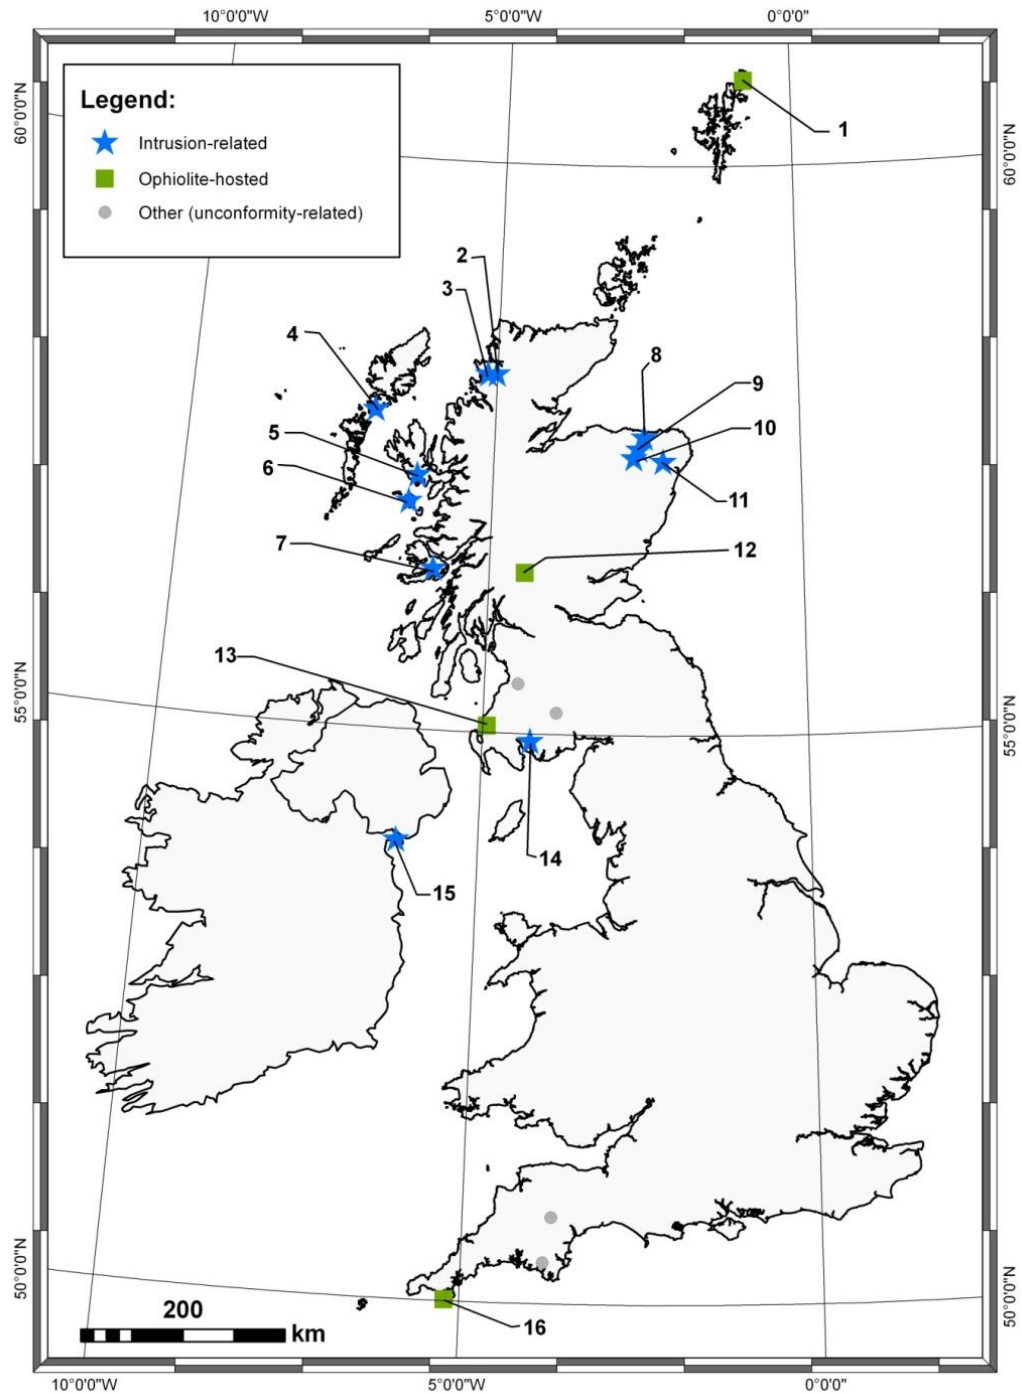 10°0'0"W 5°0'0"W 0°0'0"
60°0'0"N
60°0'0"N
Legend:
Intrusion-related
Ophiolite-hosted
Other (unconformity-related)
1
2
3
4
8
9
5
10
6
11
7
12
13
55°0'0"N
55°0'0"N
14
15
50°0'0"N
50°0'0"N
200
km
16
10°0'0"W 5°0'0"W 0°0'0"